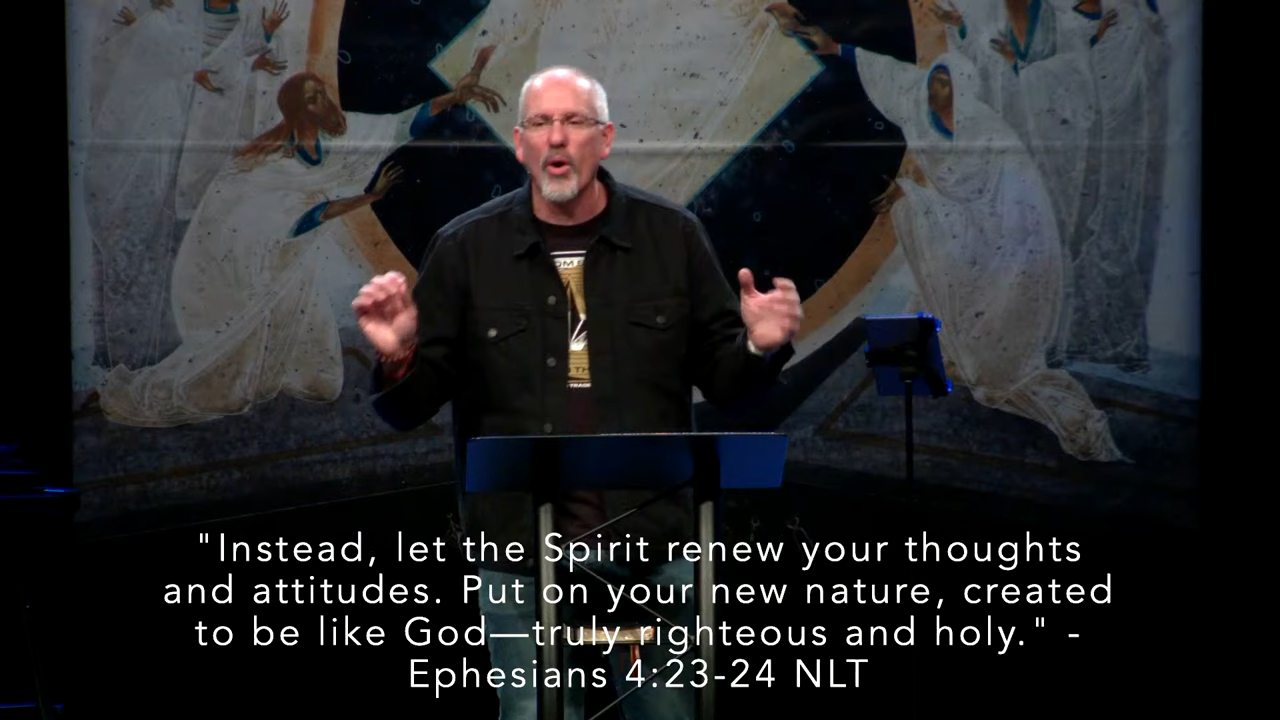 "Instead, let the Spirit renew your thoughts
and attitudes. Put on your new nature, created
to be like God—truly righteous and holy." -
Ephesians 4:23-24 NLT